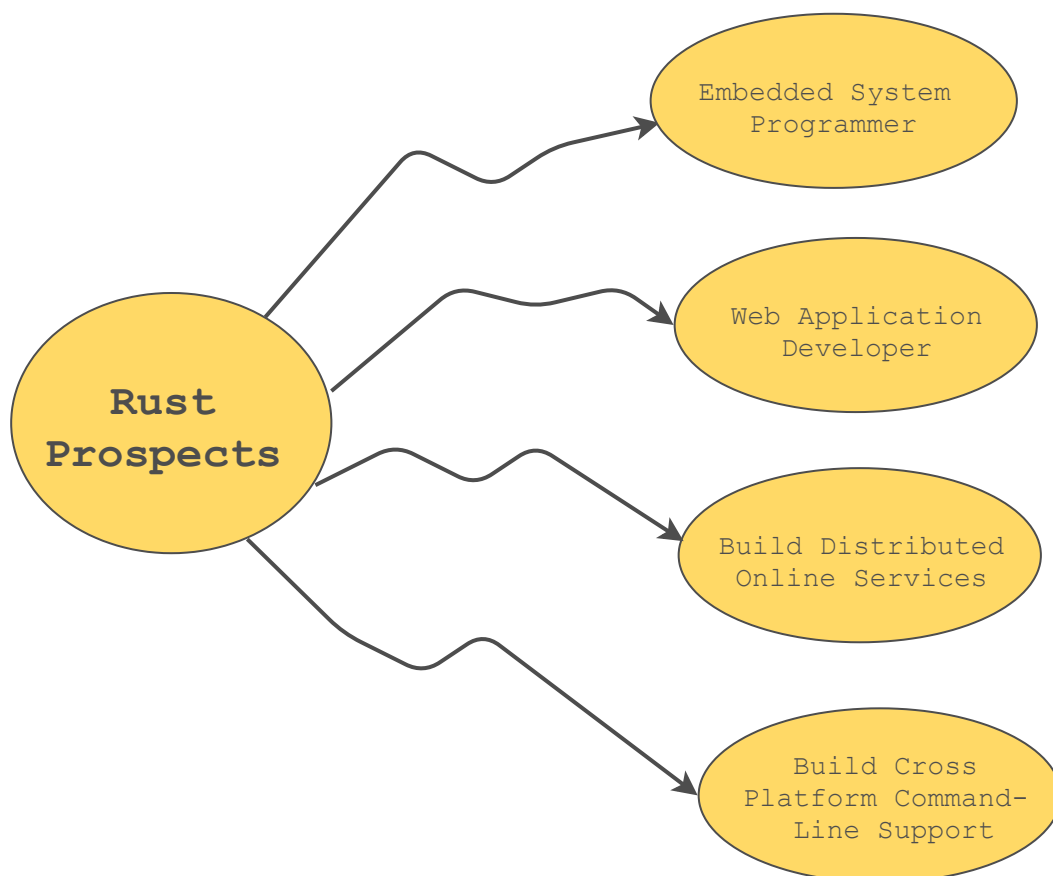 Embedded System
Programmer
Web Application
Developer
Rust
Prospects
Build Distributed
Online Services
Build Cross
Platform Command-
Line Support